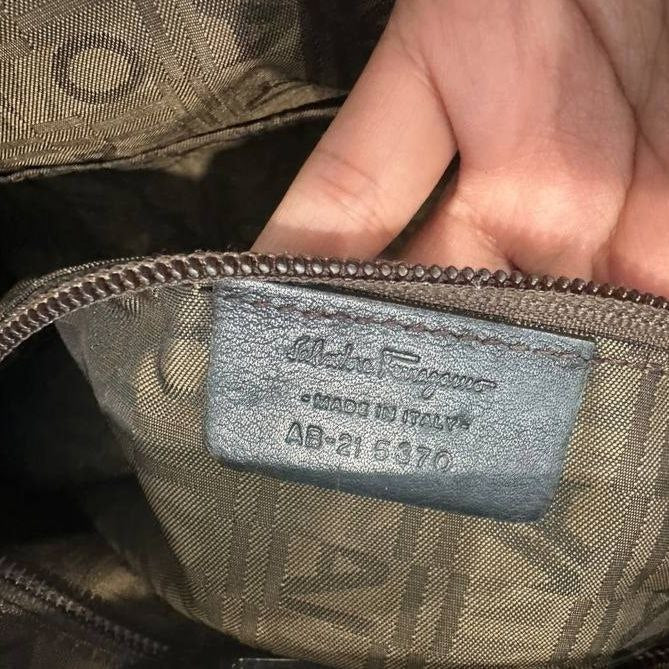 Salvatore Ferragamo
•MADE IN ITALY•
AB-21 5370